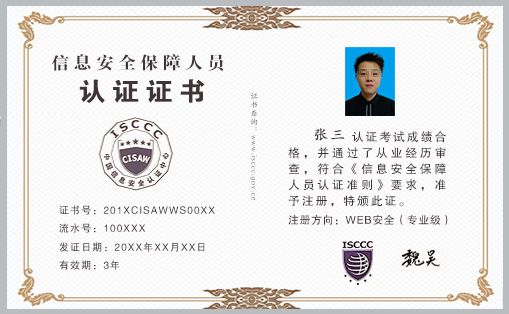 信息安全保障人员
认证证书
ISCCC
CISAW
中国信息安全认证中心
证书号: 201XCISAWWS00XX
流水号: 100XXX
发证日期: 20XX年XX月XX日
有效期: 3年
证书查询: www.isccc.gov.cn
张三 认证考试成绩合
格，并通过了从业经历审
查，符合《信息安全保障
人员认证准则》要求，准
予注册，特颁此证。
注册方向: WEB安全（专业级）
ISCCC
魏昊